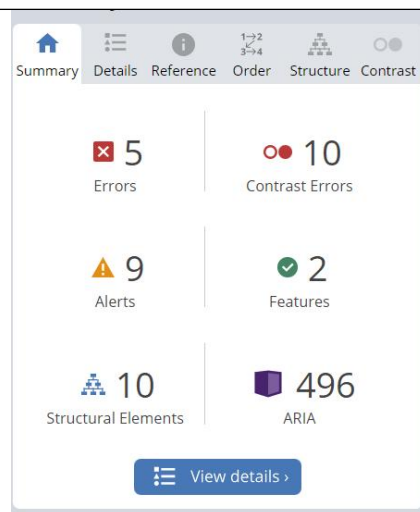 1→2
3→4
Summary Details Reference Order Structure Contrast
5 10
Errors Contrast Errors
9 2
Alerts Features
10 496
Structural Elements ARIA
View details ›